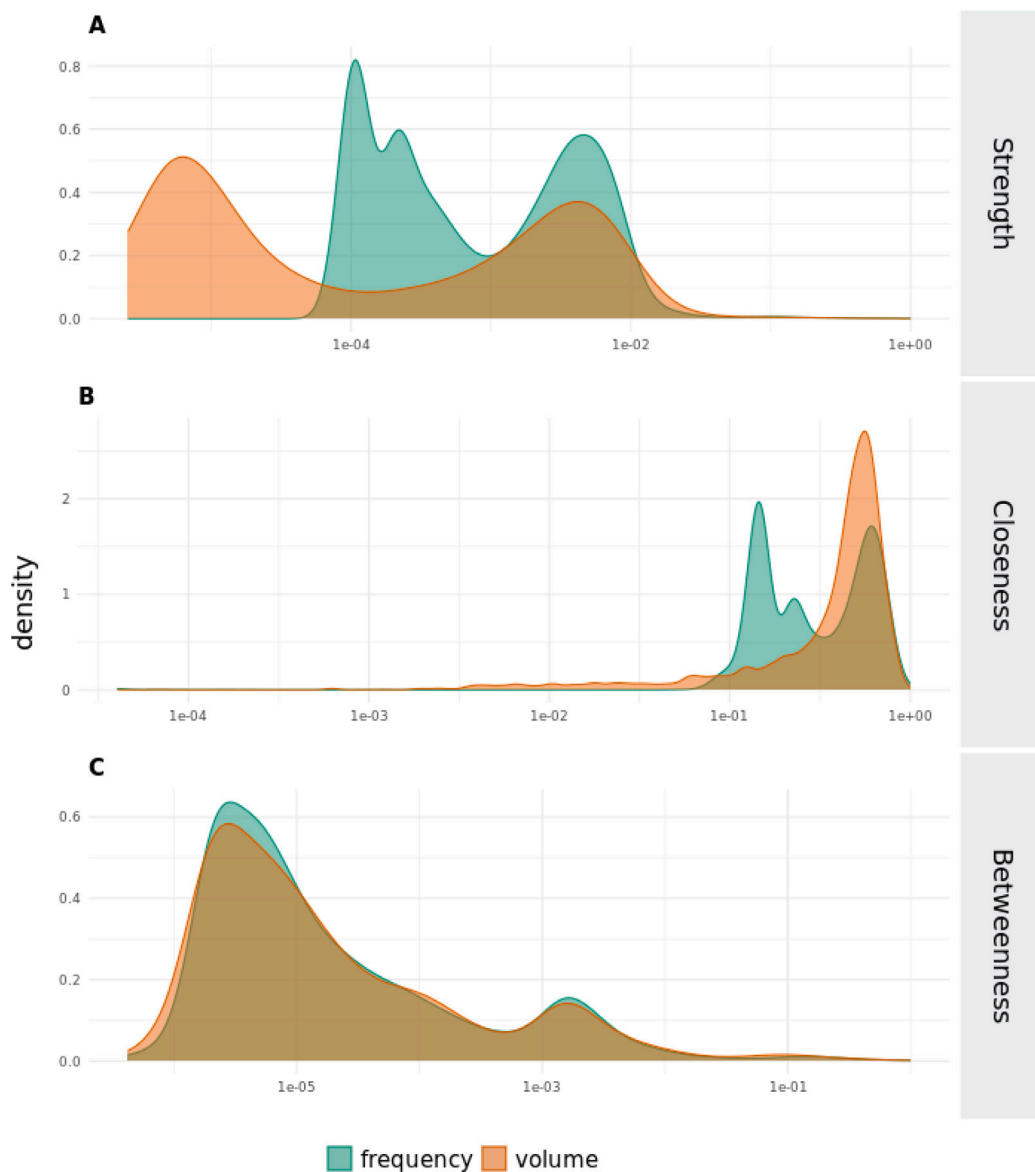 A
0.8
0.6
0.4
0.2
0.0
1e-04 1e-02 1e+00
Strength
B
2
1
0
1e-04 1e-03 1e-02 1e-01 1e+00
Closeness
density
C
0.6
0.4
0.2
0.0
1e-05 1e-03 1e-01
Betweenness
frequency volume